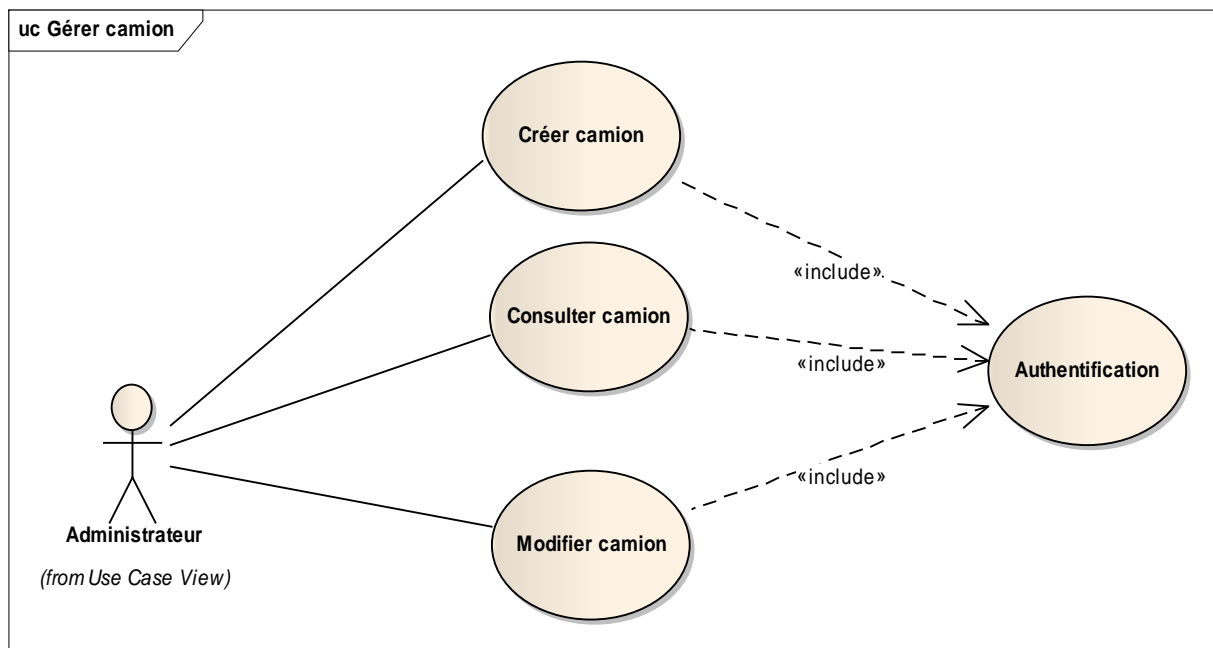 uc Gérer camion
Créer camion
«include»
Consulter camion
«include»
Authentification
«include»
Modifier camion
Administrateur
(from Use Case View)